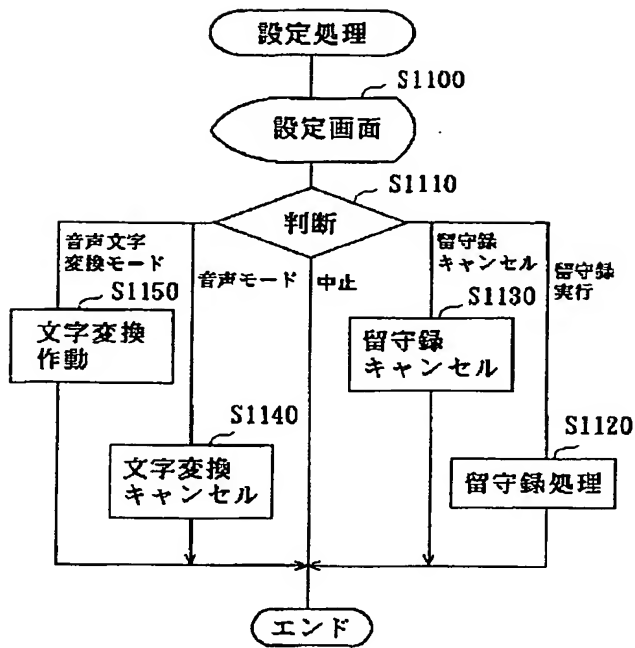 設定処理
S1100
設定画面
S1110
判断
音声文字
変換モード
音声モード
中止
留守録
キャンセル
留守録
実行
S1150
文字変換
作動
S1130
留守録
キャンセル
S1140
文字変換
キャンセル
S1120
留守録処理
エンド